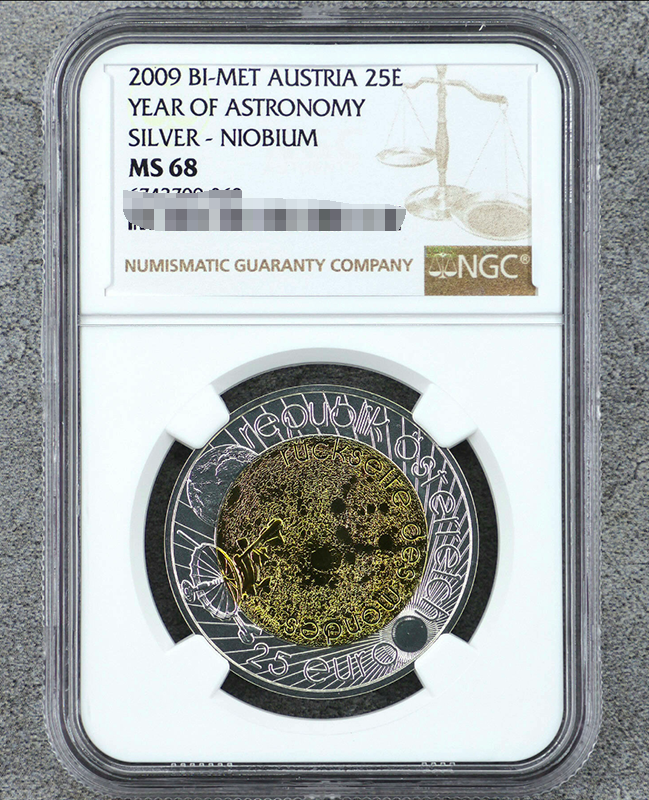 2009 BI-MET AUSTRIA 25E
YEAR OF ASTRONOMY
SILVER - NIOBIUM
MS 68
NUMISMATIC GUARANTY COMPANY
NGC®
republik österreich
rückseite des mondes
25 euro